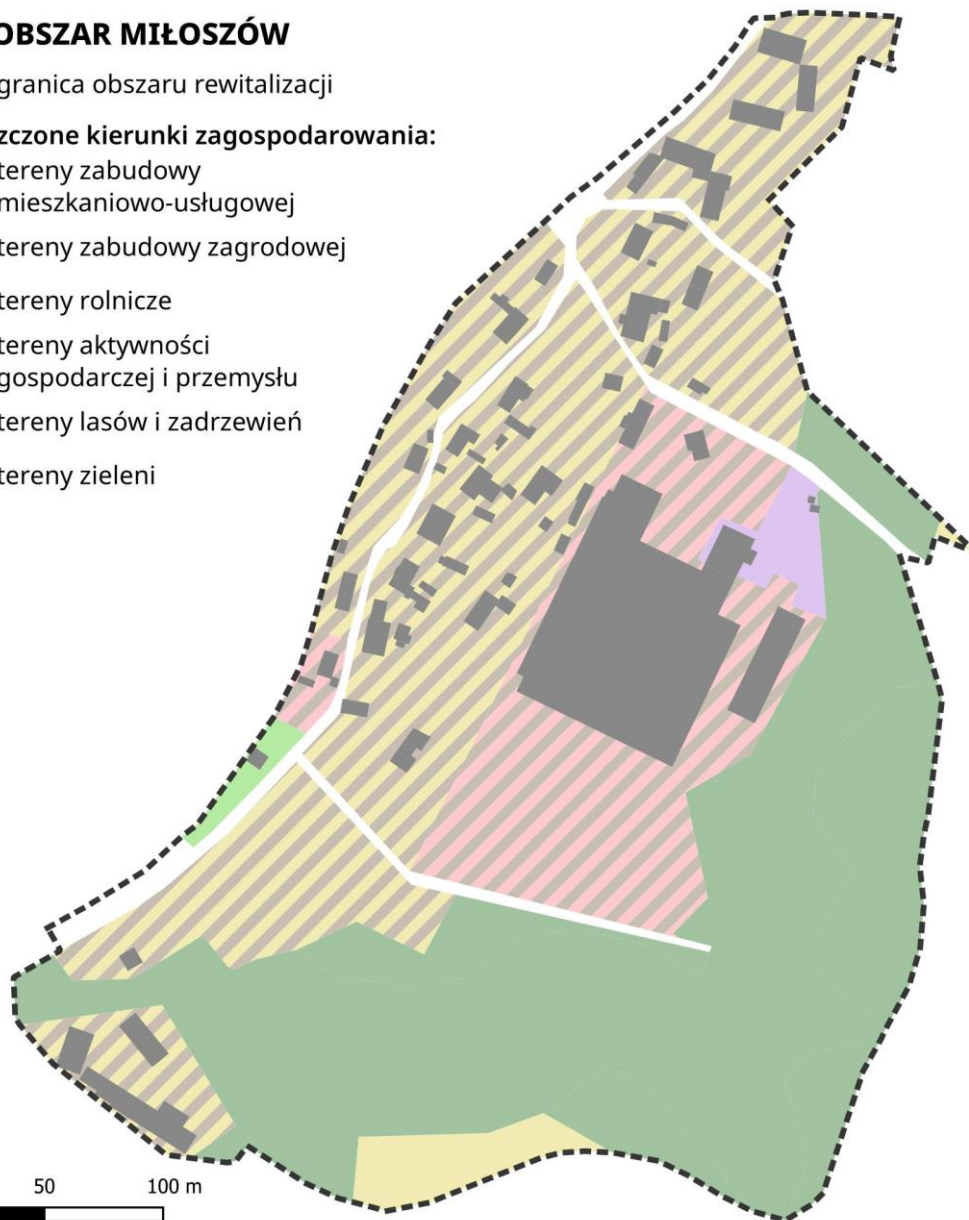 OBSZAR MIŁOSZÓW
granica obszaru rewitalizacji
zczone kierunki zagospodarowania:
tereny zabudowy
mieszkaniowo-usługowej
tereny zabudowy zagrodowej
tereny rolnicze
tereny aktywności
gospodarczej i przemysłu
tereny lasów i zadrzewień
tereny zieleni
50 100 m